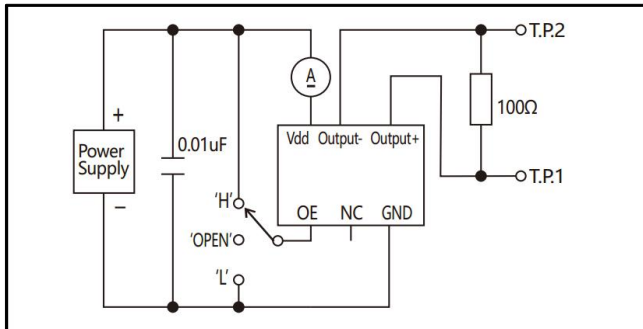 T.P.2
A
+
100Ω
0.01uF
Vdd Output- Output+
Power
Supply
T.P.1
–
'H'
OE NC GND
'OPEN'
'L'